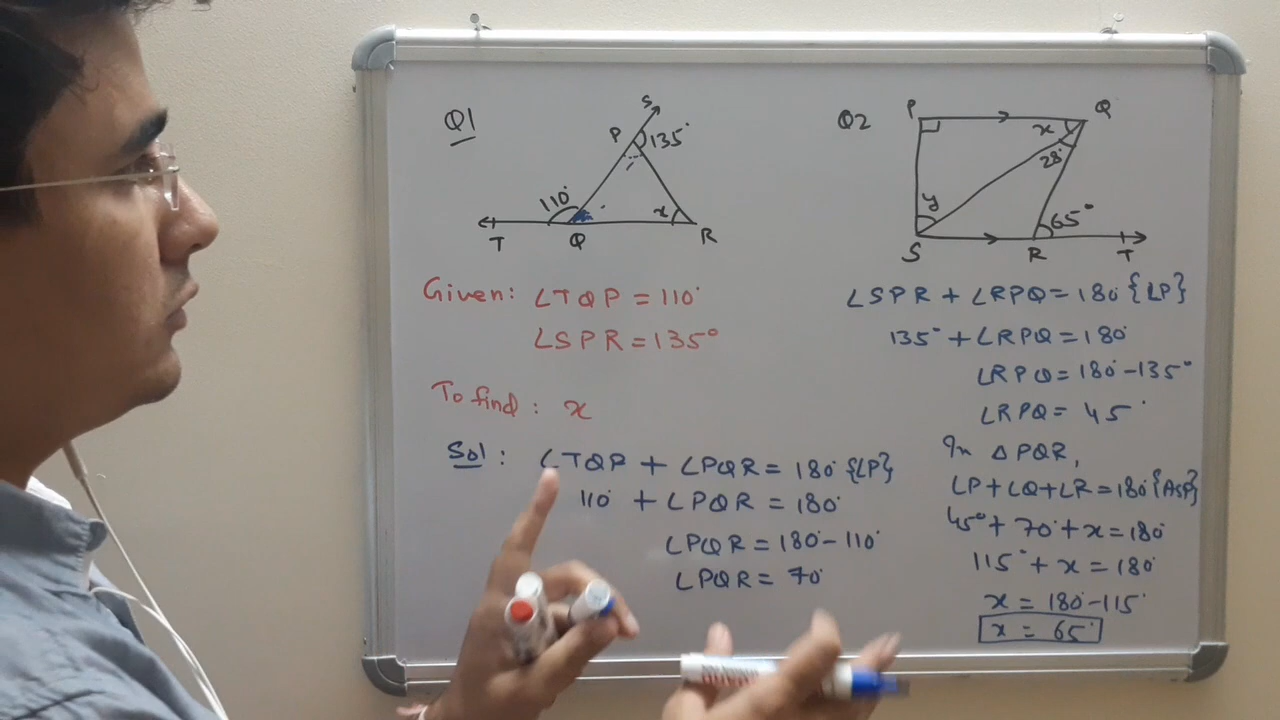 Q1
S
P 135°
110°
x
T Q R
Given: ∠TQP = 110°
∠SPR = 135°
To find: x
Sol: ∠TQP + ∠PQR = 180° {LP}
110° + ∠PQR = 180°
∠PQR = 180° - 110°
∠PQR = 70°
Q2
P Q
x
28°
y
65°
S R T
∠SPR + ∠RPQ = 180° {LP}
135° + ∠RPQ = 180°
∠RPQ = 180° - 135°
∠RPQ = 45°
In △PQR,
∠P + ∠Q + ∠R = 180° {ASP}
45° + 70° + x = 180°
115° + x = 180°
x = 180° - 115°
x = 65°